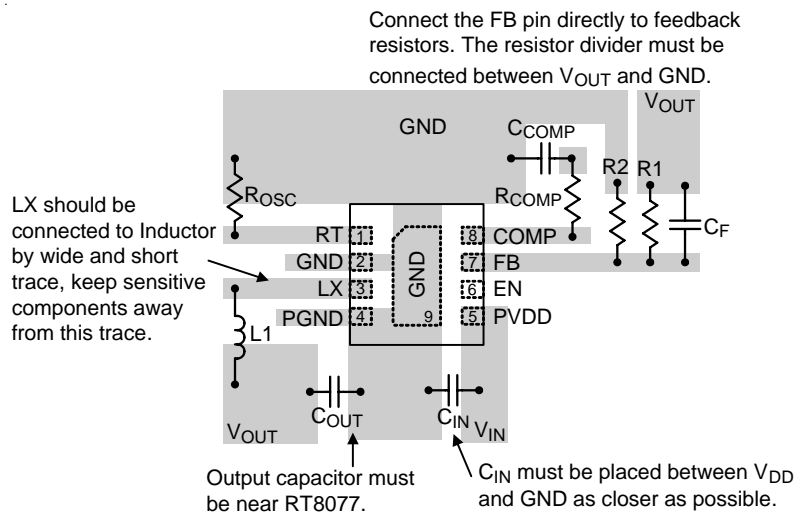 Connect the FB pin directly to feedback
resistors. The resistor divider must be
connected between VOUT and GND.
GND
CCOMP
VOUT
R2
R1
ROSC
RCOMP
CF
LX should be
connected to Inductor
by wide and short
trace, keep sensitive
components away
from this trace.
RT 1
8 COMP
GND 2
7 FB
GND
LX 3
6 EN
PGND 4
9
5 PVDD
L1
VOUT
COUT
CIN
VIN
Output capacitor must
be near RT8077.
CIN must be placed between VDD
and GND as closer as possible.